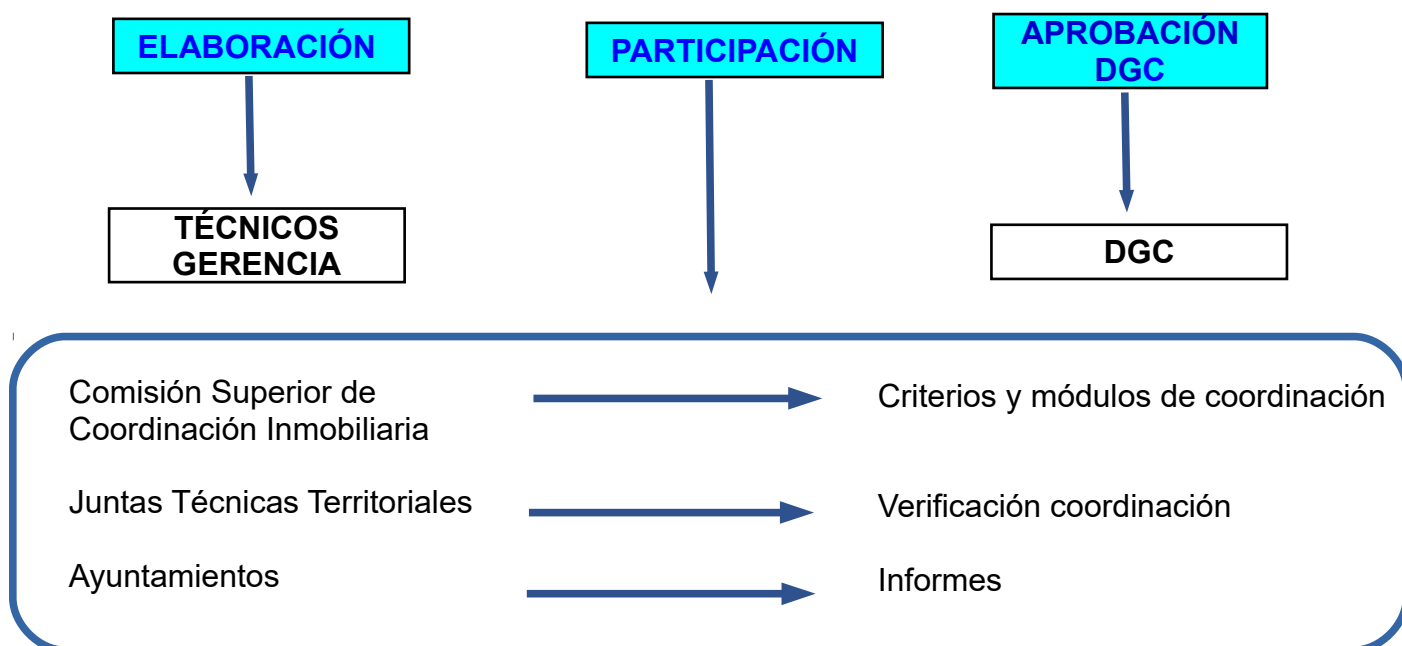 ELABORACIÓN
PARTICIPACIÓN
APROBACIÓN
DGC
TÉCNICOS
GERENCIA
DGC
Comisión Superior de
Coordinación Inmobiliaria
Criterios y módulos de coordinación
Juntas Técnicas Territoriales
Verificación coordinación
Ayuntamientos
Informes